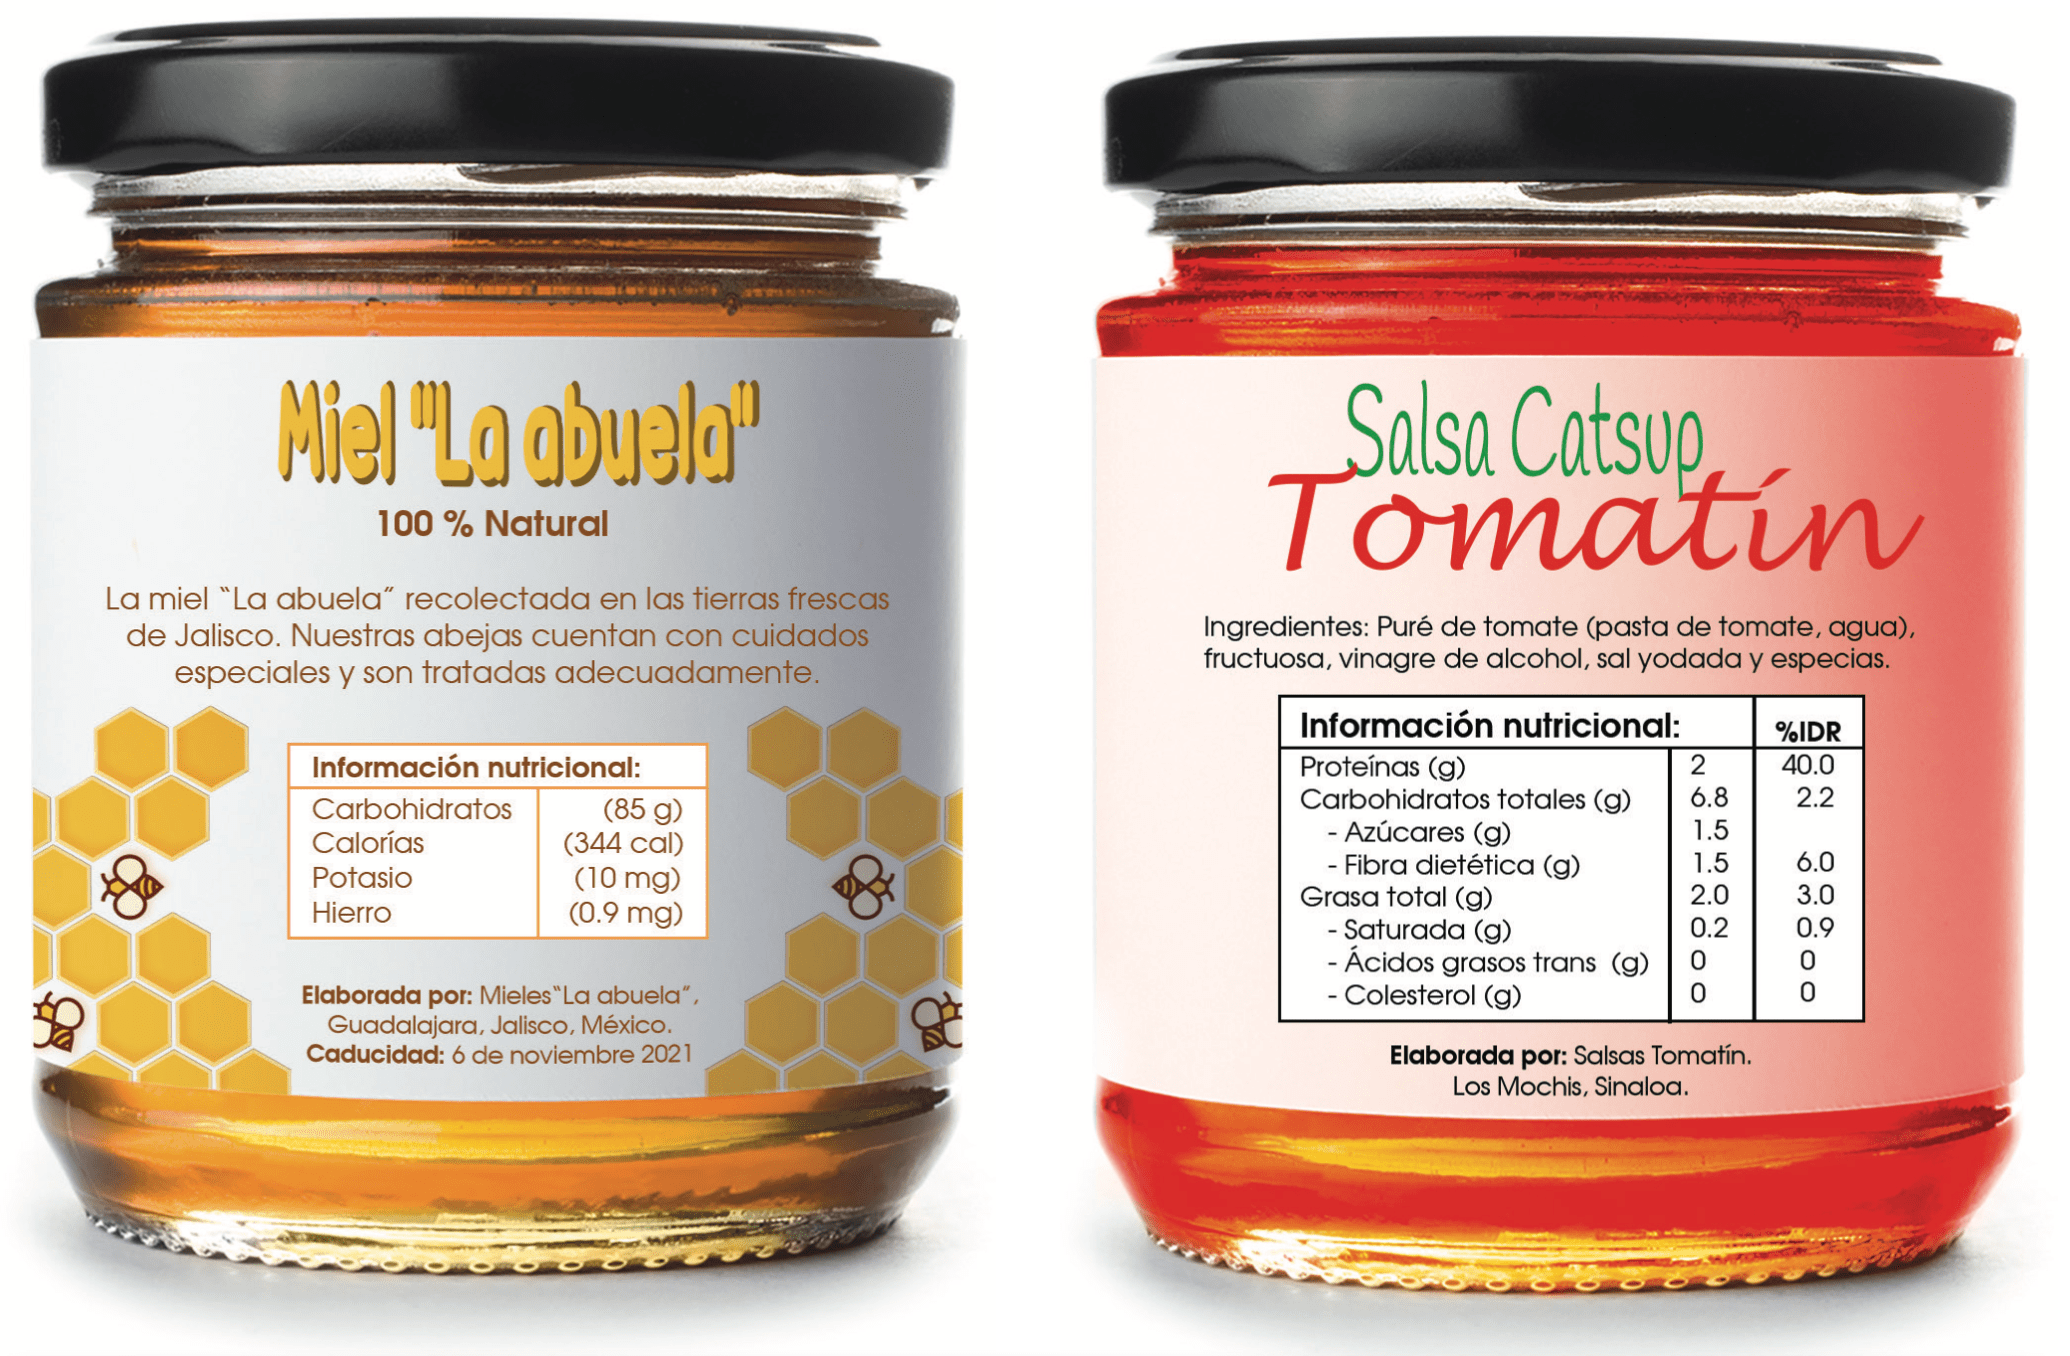 Miel "La abuela"
100 % Natural
La miel “La abuela” recolectada en las tierras frescas
de Jalisco. Nuestras abejas cuentan con cuidados
especiales y son tratadas adecuadamente.
Información nutricional:
Carbohidratos (85 g)
Calorías (344 cal)
Potasio (10 mg)
Hierro (0.9 mg)
Elaborada por: Mieles“La abuela”,
Guadalajara, Jalisco, México.
Caducidad: 6 de noviembre 2021
Salsa Catsup
Tomatín
Ingredientes: Puré de tomate (pasta de tomate, agua),
fructuosa, vinagre de alcohol, sal yodada y especias.
Información nutricional: %IDR
Proteínas (g) 2 40.0
Carbohidratos totales (g) 6.8 2.2
- Azúcares (g) 1.5
- Fibra dietética (g) 1.5 6.0
Grasa total (g) 2.0 3.0
- Saturada (g) 0.2 0.9
- Ácidos grasos trans (g) 0 0
- Colesterol (g) 0 0
Elaborada por: Salsas Tomatín.
Los Mochis, Sinaloa.